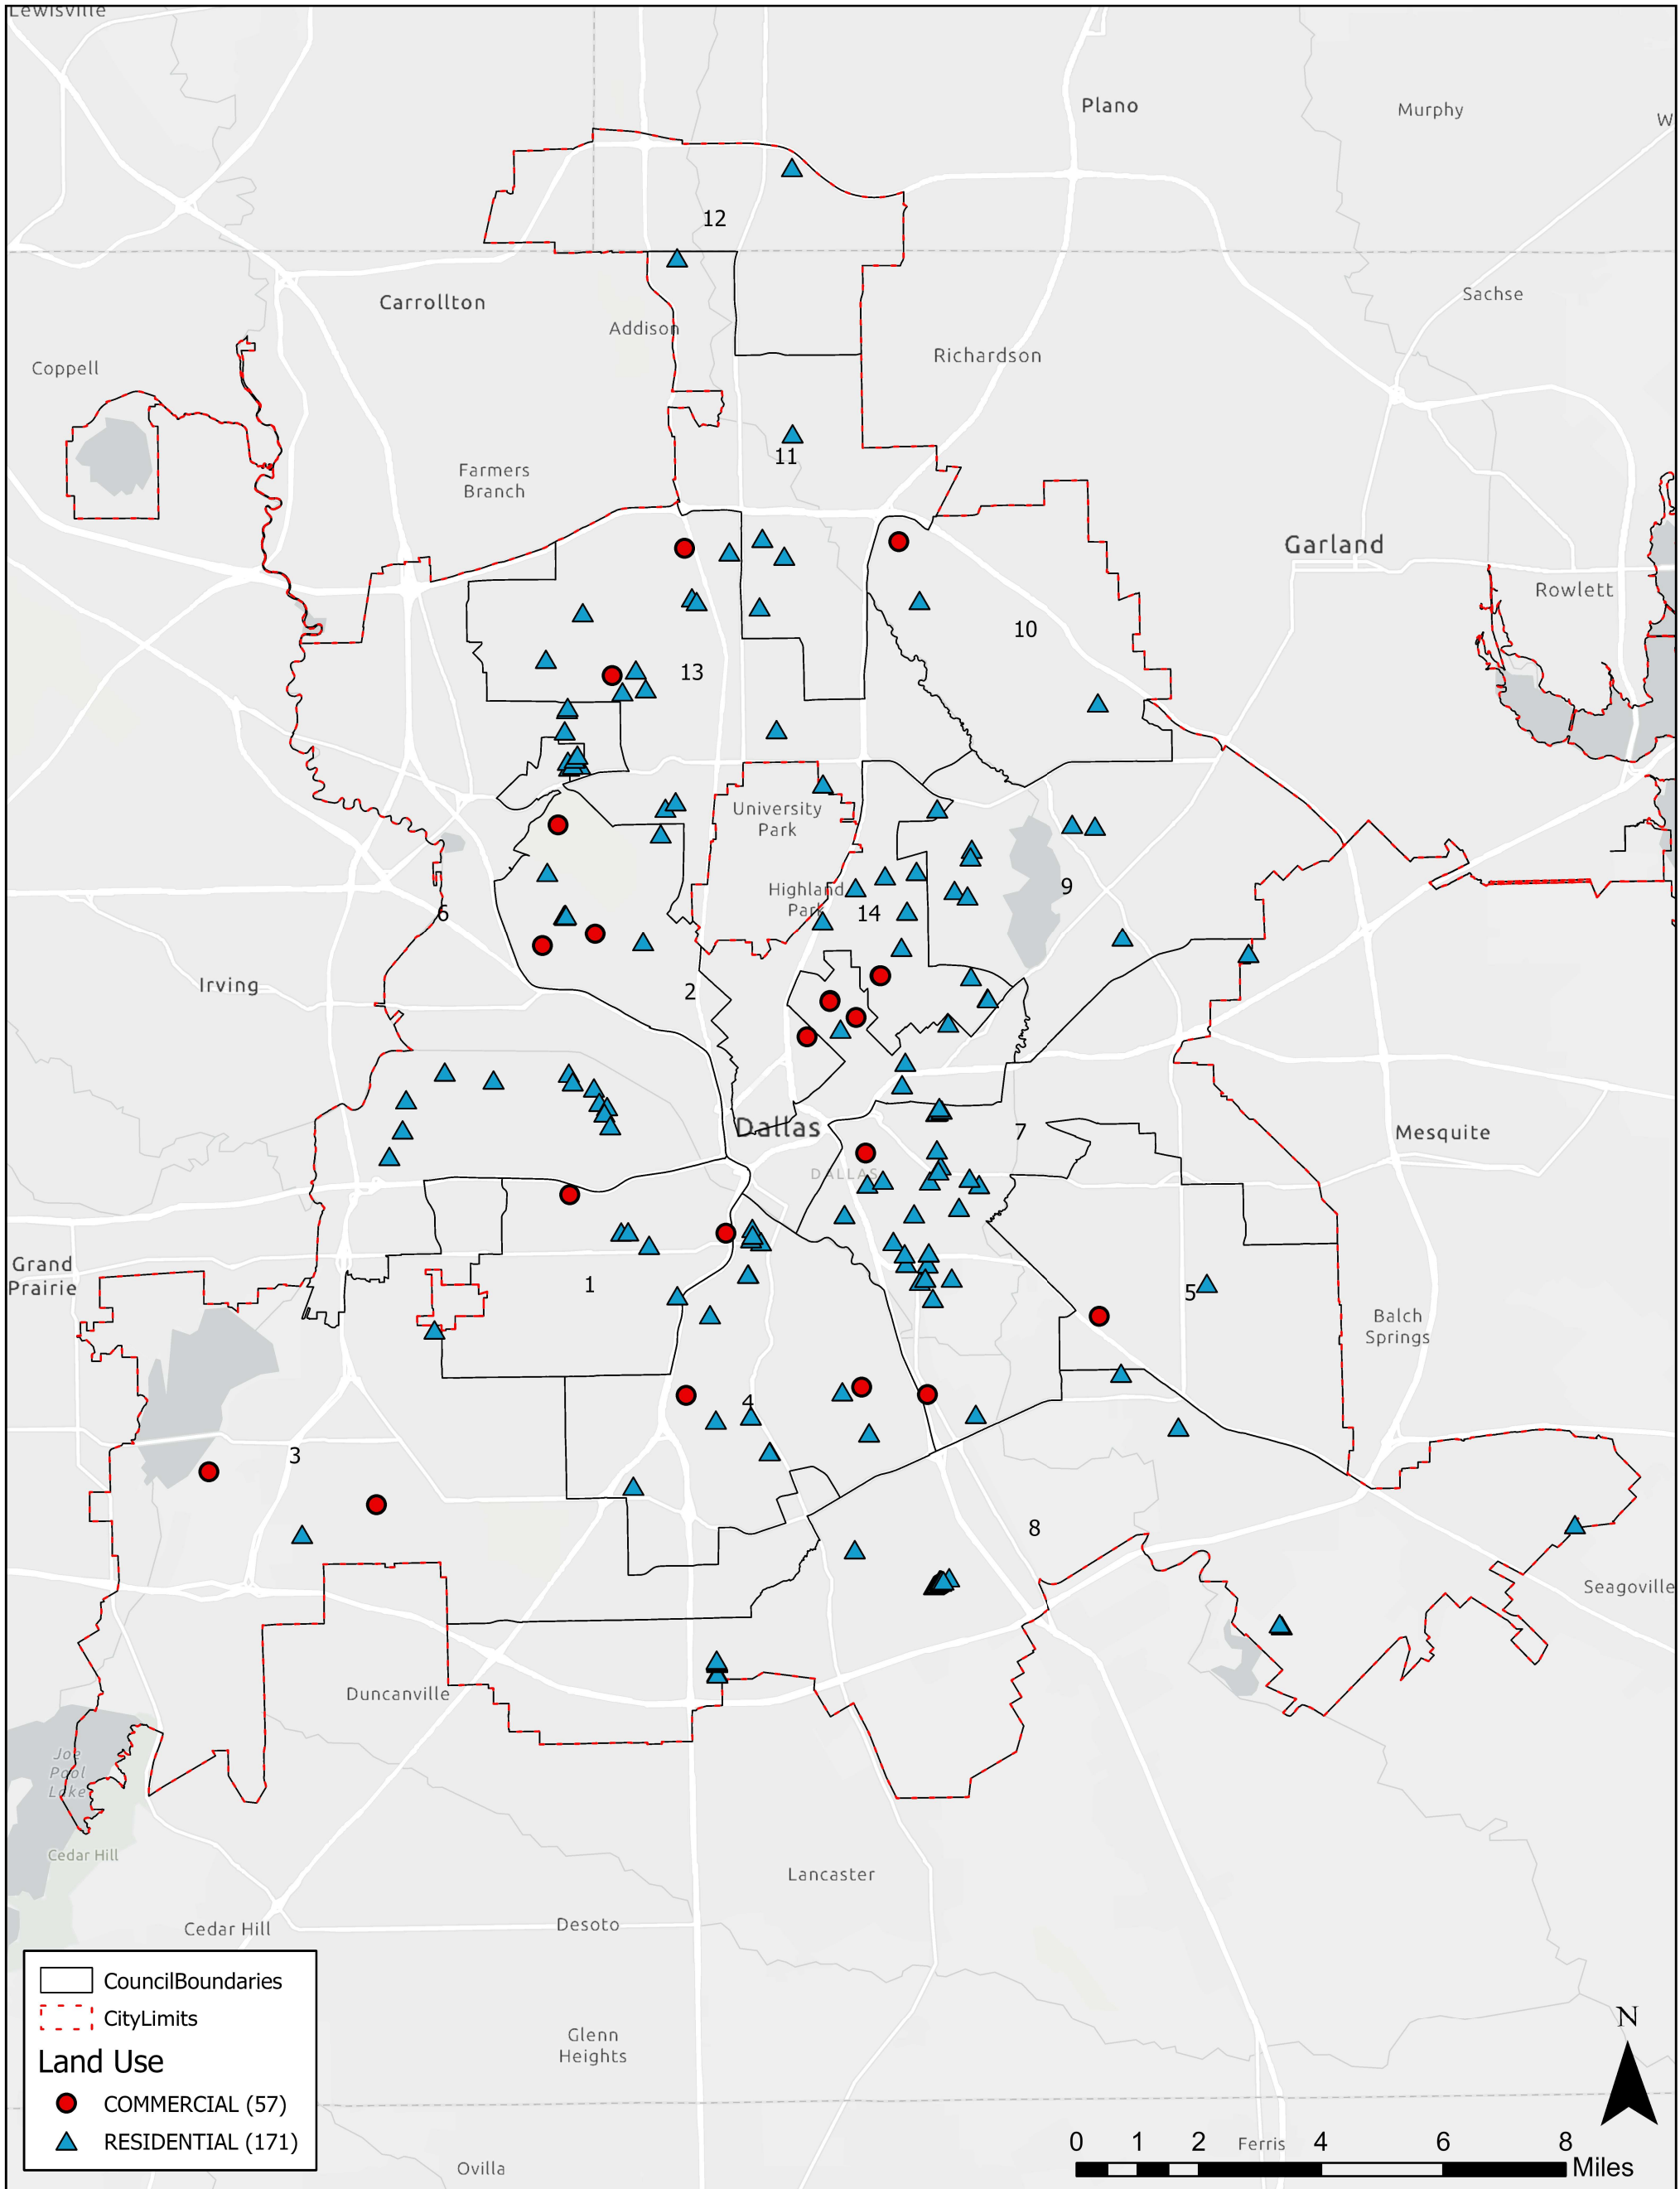 Lewisville
Plano
Murphy
W
12
Carrollton
Sachse
Addison
Richardson
Coppell
11
Farmers
Branch
Garland
Rowlett
10
13
University
Park
9
Highland
Park
14
6
Irving
2
Dallas
7
Mesquite
DALLAS
Grand
Prairie
1
5
Balch
Springs
4
3
8
Seagoville
Duncanville
Joe
Pool
Lake
Cedar Hill
Lancaster
Cedar Hill
Desoto
CouncilBoundaries
CityLimits
Land Use
COMMERCIAL (57)
RESIDENTIAL (171)
Glenn
Heights
N
0 1 2 4 6 8
Miles
Ferris
Ovilla